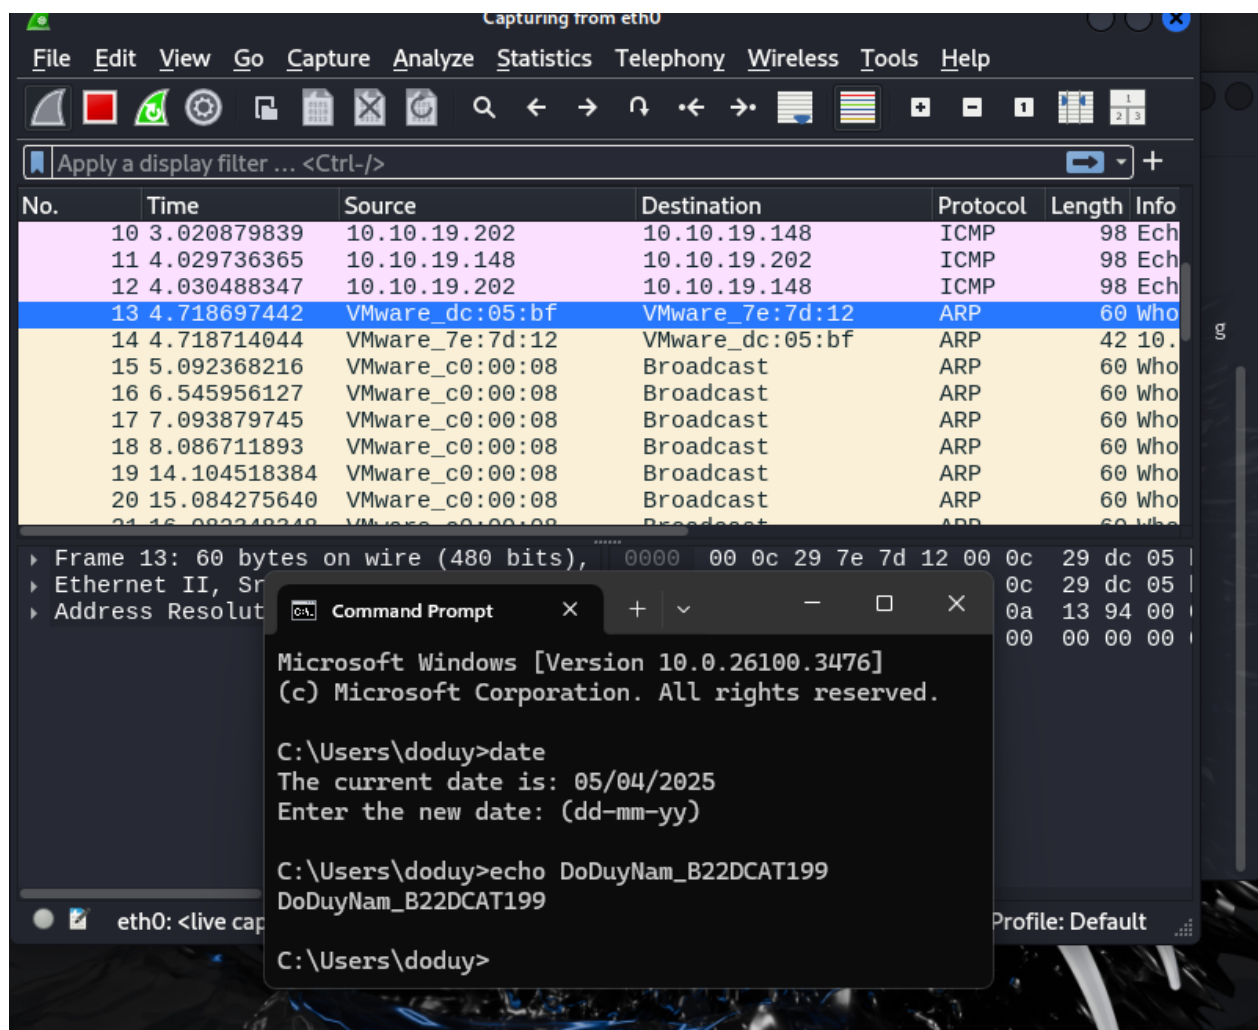 Capturing from eth0
File Edit View Go Capture Analyze Statistics Telephony Wireless Tools Help
Apply a display filter … <Ctrl-/>
No. Time Source Destination Protocol Length Info
10 3.020879839 10.10.19.202 10.10.19.148 ICMP 98 Ech
11 4.029736365 10.10.19.148 10.10.19.202 ICMP 98 Ech
12 4.030488347 10.10.19.202 10.10.19.148 ICMP 98 Ech
13 4.718697442 VMware_dc:05:bf VMware_7e:7d:12 ARP 60 Who
14 4.718714044 VMware_7e:7d:12 VMware_dc:05:bf ARP 42 10.
15 5.092368216 VMware_c0:00:08 Broadcast ARP 60 Who
16 6.545956127 VMware_c0:00:08 Broadcast ARP 60 Who
17 7.093879745 VMware_c0:00:08 Broadcast ARP 60 Who
18 8.086711893 VMware_c0:00:08 Broadcast ARP 60 Who
19 14.104518384 VMware_c0:00:08 Broadcast ARP 60 Who
20 15.084275640 VMware_c0:00:08 Broadcast ARP 60 Who
Frame 13: 60 bytes on wire (480 bits), 0000 00 0c 29 7e 7d 12 00 0c 29 dc 05
Ethernet II, Sr 0c 29 dc 05
Address Resolut 0a 13 94 00
00 00 00 00
g
Command Prompt
Microsoft Windows [Version 10.0.26100.3476]
(c) Microsoft Corporation. All rights reserved.
C:\Users\doduy>date
The current date is: 05/04/2025
Enter the new date: (dd-mm-yy)
C:\Users\doduy>echo DoDuyNam_B22DCAT199
DoDuyNam_B22DCAT199
C:\Users\doduy>
eth0: <live cap Profile: Default